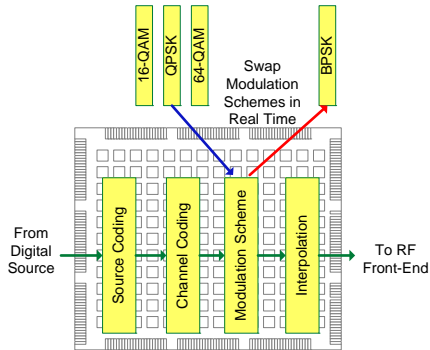 16-QAM
QPSK
64-QAM
Swap
Modulation
Schemes in
Real Time
BPSK
From
Digital
Source
Source Coding
Channel Coding
Modulation Scheme
Interpolation
To RF
Front-End